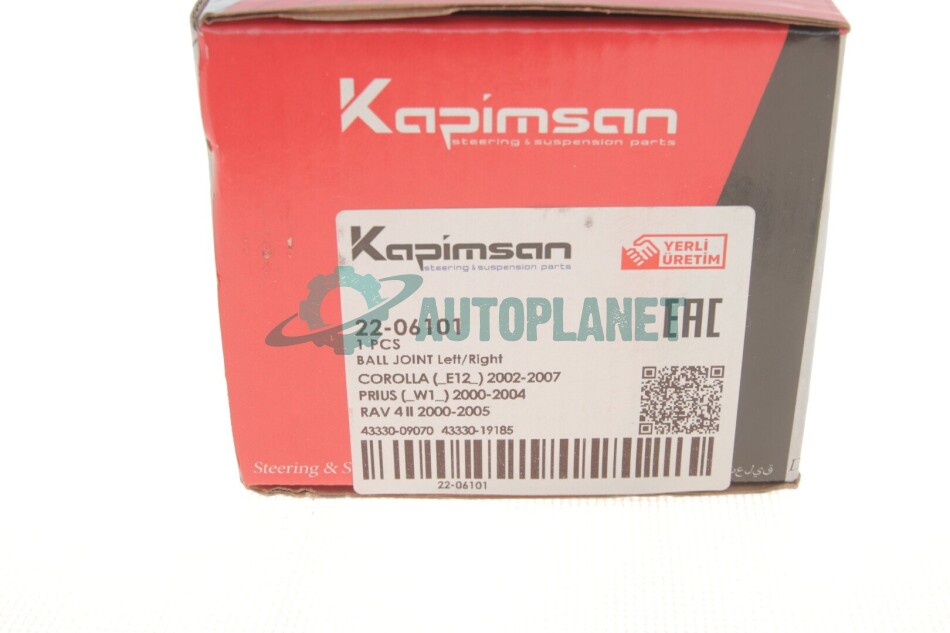 Kapimsan
steering & suspension parts
Kapimsan
steering & suspension parts
YERLİ
ÜRETİM
AUTOPLANET
EAC
22-06101
1 PCS
BALL JOINT Left/Right
COROLLA (_E12_) 2002-2007
PRIUS (_W1_) 2000-2004
RAV 4 II 2000-2005
43330-09070 43330-19185
Steering & S
22-06101